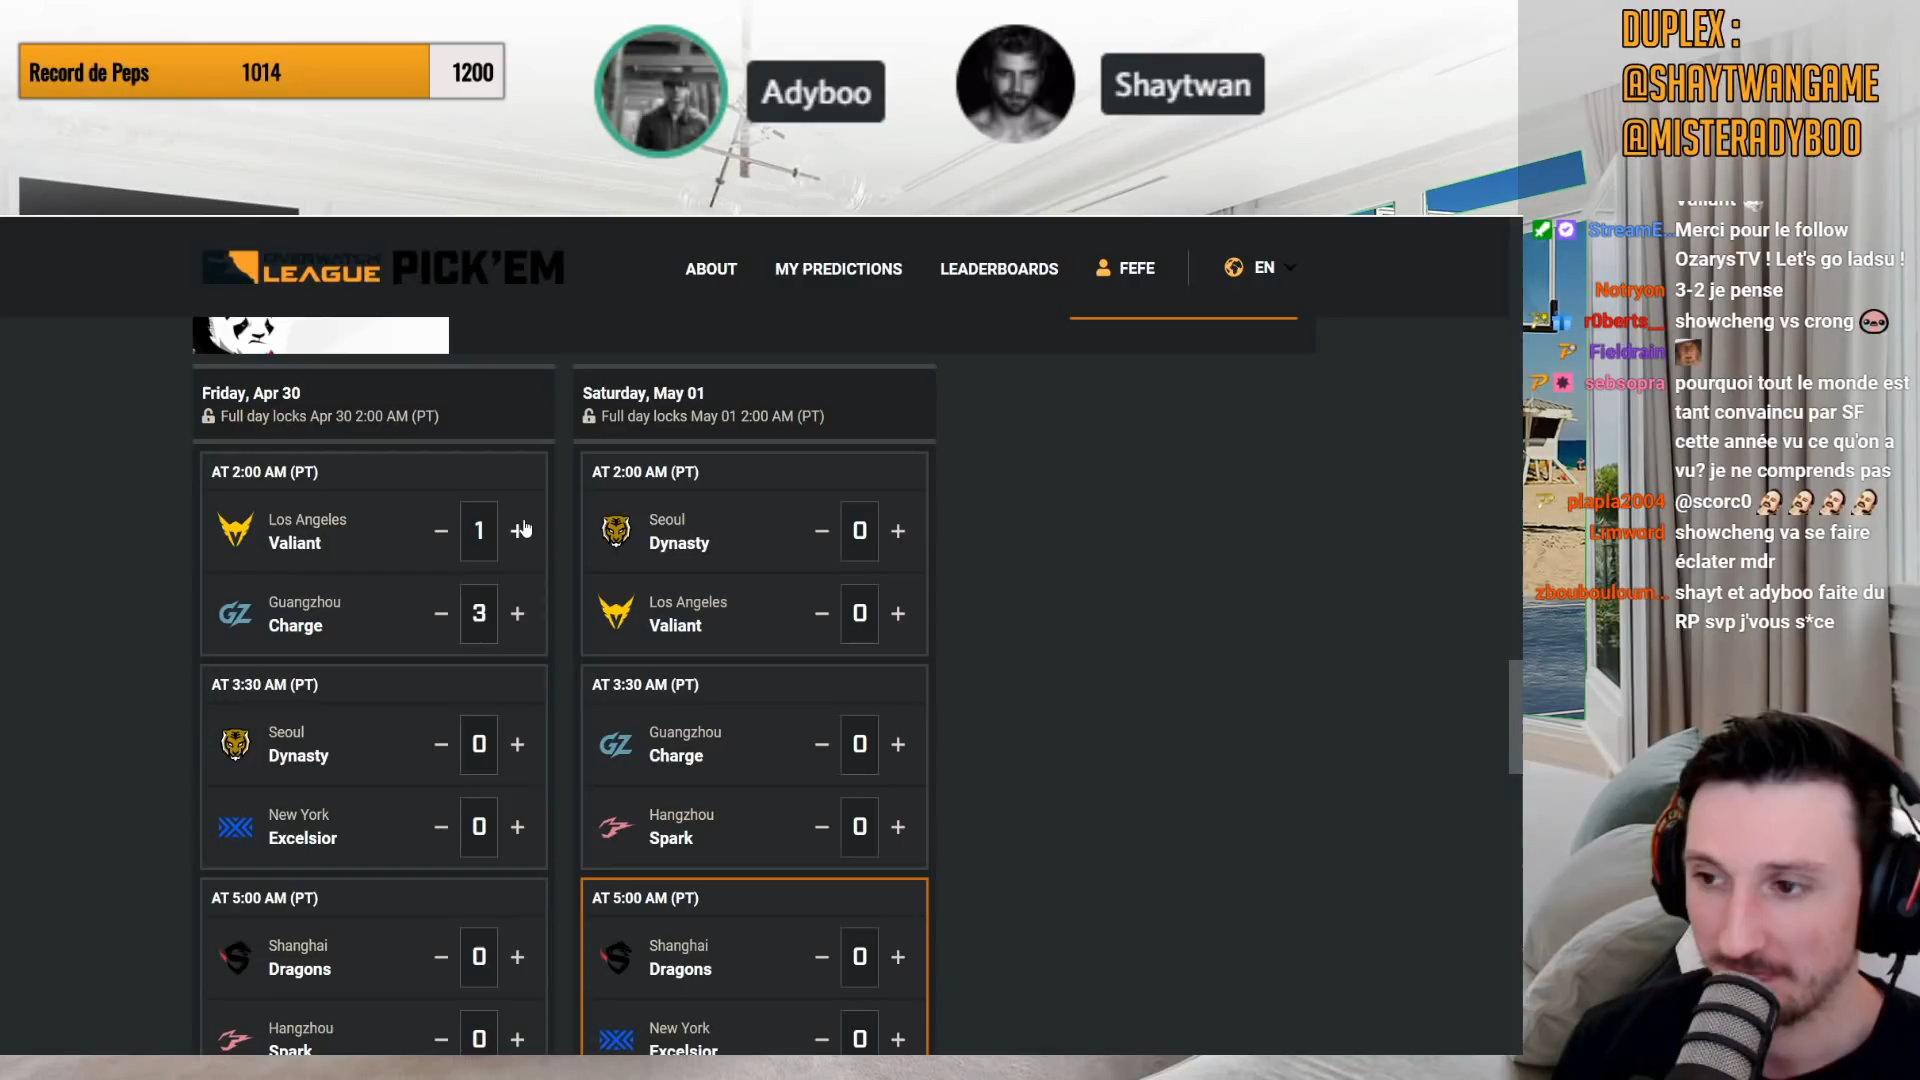 Record de Peps 1014 1200
Adyboo
Shaytwan
DUPLEX :
@SHAYTWANGAME
@MISTERADYBOO
OVERWATCH
LEAGUE PICK'EM
ABOUT MY PREDICTIONS LEADERBOARDS FEFE EN
Friday, Apr 30
Full day locks Apr 30 2:00 AM (PT)
AT 2:00 AM (PT)
Los Angeles
Valiant
− 1 +
Guangzhou
Charge
− 3 +
AT 3:30 AM (PT)
Seoul
Dynasty
− 0 +
New York
Excelsior
− 0 +
AT 5:00 AM (PT)
Shanghai
Dragons
− 0 +
Hangzhou
Spark
− 0 +
Saturday, May 01
Full day locks May 01 2:00 AM (PT)
AT 2:00 AM (PT)
Seoul
Dynasty
− 0 +
Los Angeles
Valiant
− 0 +
AT 3:30 AM (PT)
Guangzhou
Charge
− 0 +
Hangzhou
Spark
− 0 +
AT 5:00 AM (PT)
Shanghai
Dragons
− 0 +
New York
Excelsior
− 0 +
Valiant
StreamE... Merci pour le follow
OzarysTV ! Let's go ladsu !
Notryon 3-2 je pense
r0berts__ showcheng vs crong
Fieldrain
sebsopra pourquoi tout le monde est
tant convaincu par SF
cette année vu ce qu'on a
vu? je ne comprends pas
plapla2004 @scorc0
Limword showcheng va se faire
éclater mdr
zboubouloum... shayt et adyboo faite du
RP svp j'vous s*ce